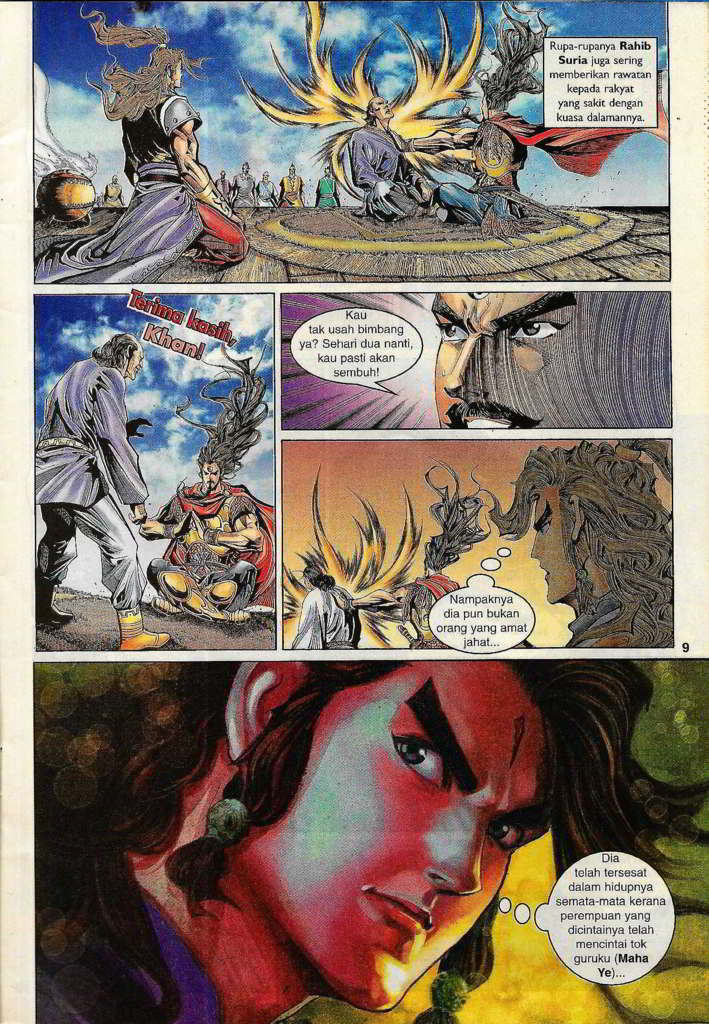 Rupa-rupanya Rahib
Suria juga sering
memberikan rawatan
kepada rakyat
yang sakit dengan
kuasa dalamannya.
Terima kasih,
Khan!
Kau
tak usah bimbang
ya? Sehari dua nanti,
kau pasti akan
sembuh!
Nampaknya
dia pun bukan
orang yang amat
jahat...
9
Dia
telah tersesat
dalam hidupnya
semata-mata kerana
perempuan yang
dicintainya telah
mencintai tok
guruku (Maha
Ye)...